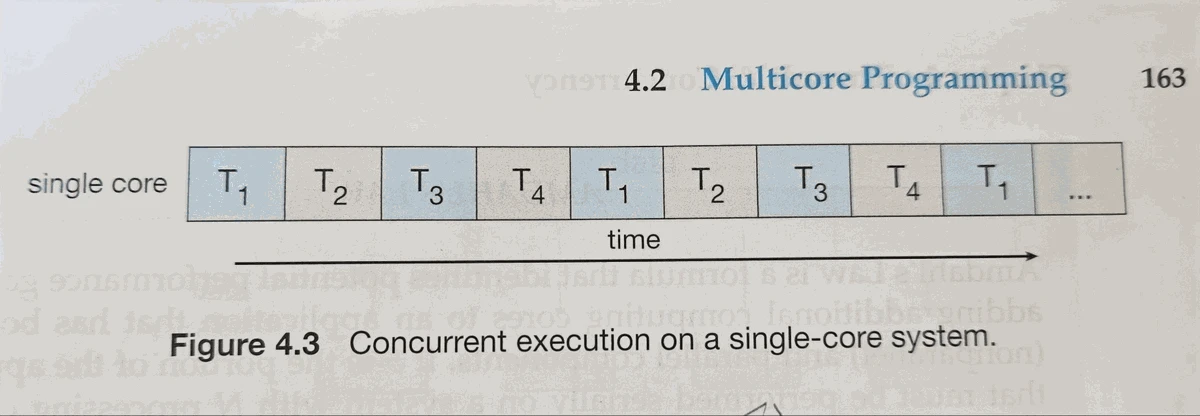 4.2 Multicore Programming 163
single core T1 T2 T3 T4 T1 T2 T3 T4 T1 ...
time
Figure 4.3 Concurrent execution on a single-core system.